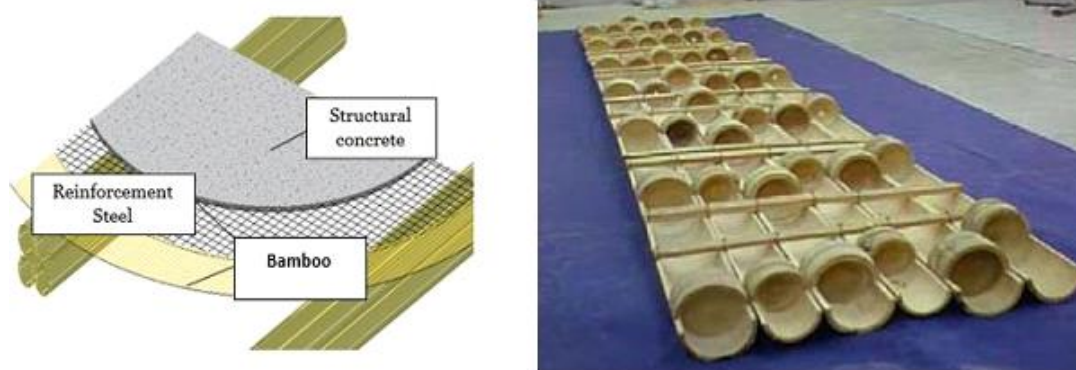 Structural
concrete
Reinforcement
Steel
Bamboo